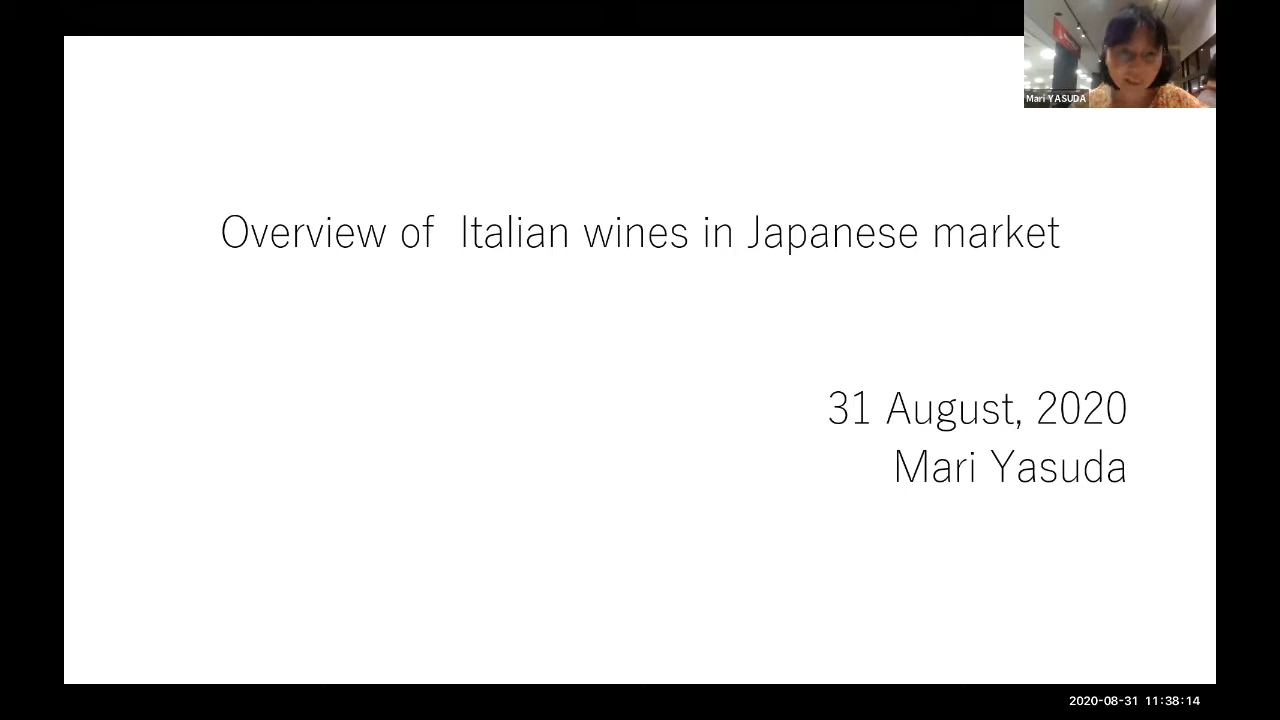 Mari YASUDA
Overview of  Italian wines in Japanese market
31 August, 2020
Mari Yasuda
2020-08-31 11:38:14